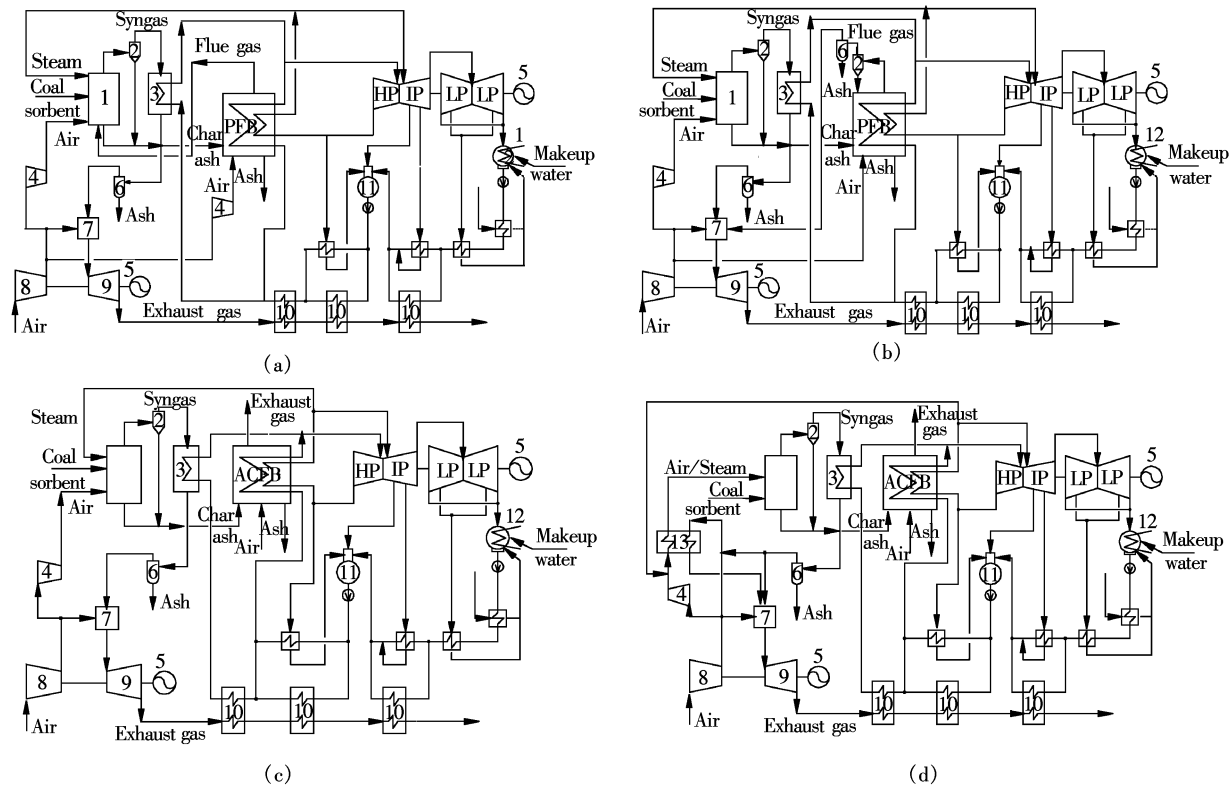 Syngas
Steam
Coal
sorbent
Air
1
2
3
Flue gas
PFB
Char
ash
Air
Ash
4
4
6
Ash
7
8
9
5
Air
Exhaust gas
10
10
10
11
HP
IP
LP
LP
5
1
Makeup
water
(a)
Syngas
Steam
Coal
sorbent
Air
1
2
3
6
Flue gas
2
Ash
PFB
Char
ash
Air
Ash
4
6
Ash
7
8
9
5
Air
Exhaust gas
10
10
10
11
HP
IP
LP
LP
5
12
Makeup
water
(b)
Syngas
Steam
Coal
sorbent
Air
2
3
Exhaust
gas
ACFB
Char
ash
Air
Ash
4
6
Ash
7
8
9
5
Air
Exhaust gas
10
10
10
11
HP
IP
LP
LP
5
12
Makeup
water
(c)
Syngas
Air/Steam
Coal
sorbent
2
3
Exhaust
gas
ACFB
Char
ash
Air
Ash
13
4
6
Ash
7
8
9
5
Air
Exhaust gas
10
10
10
11
HP
IP
LP
LP
5
12
Makeup
water
(d)